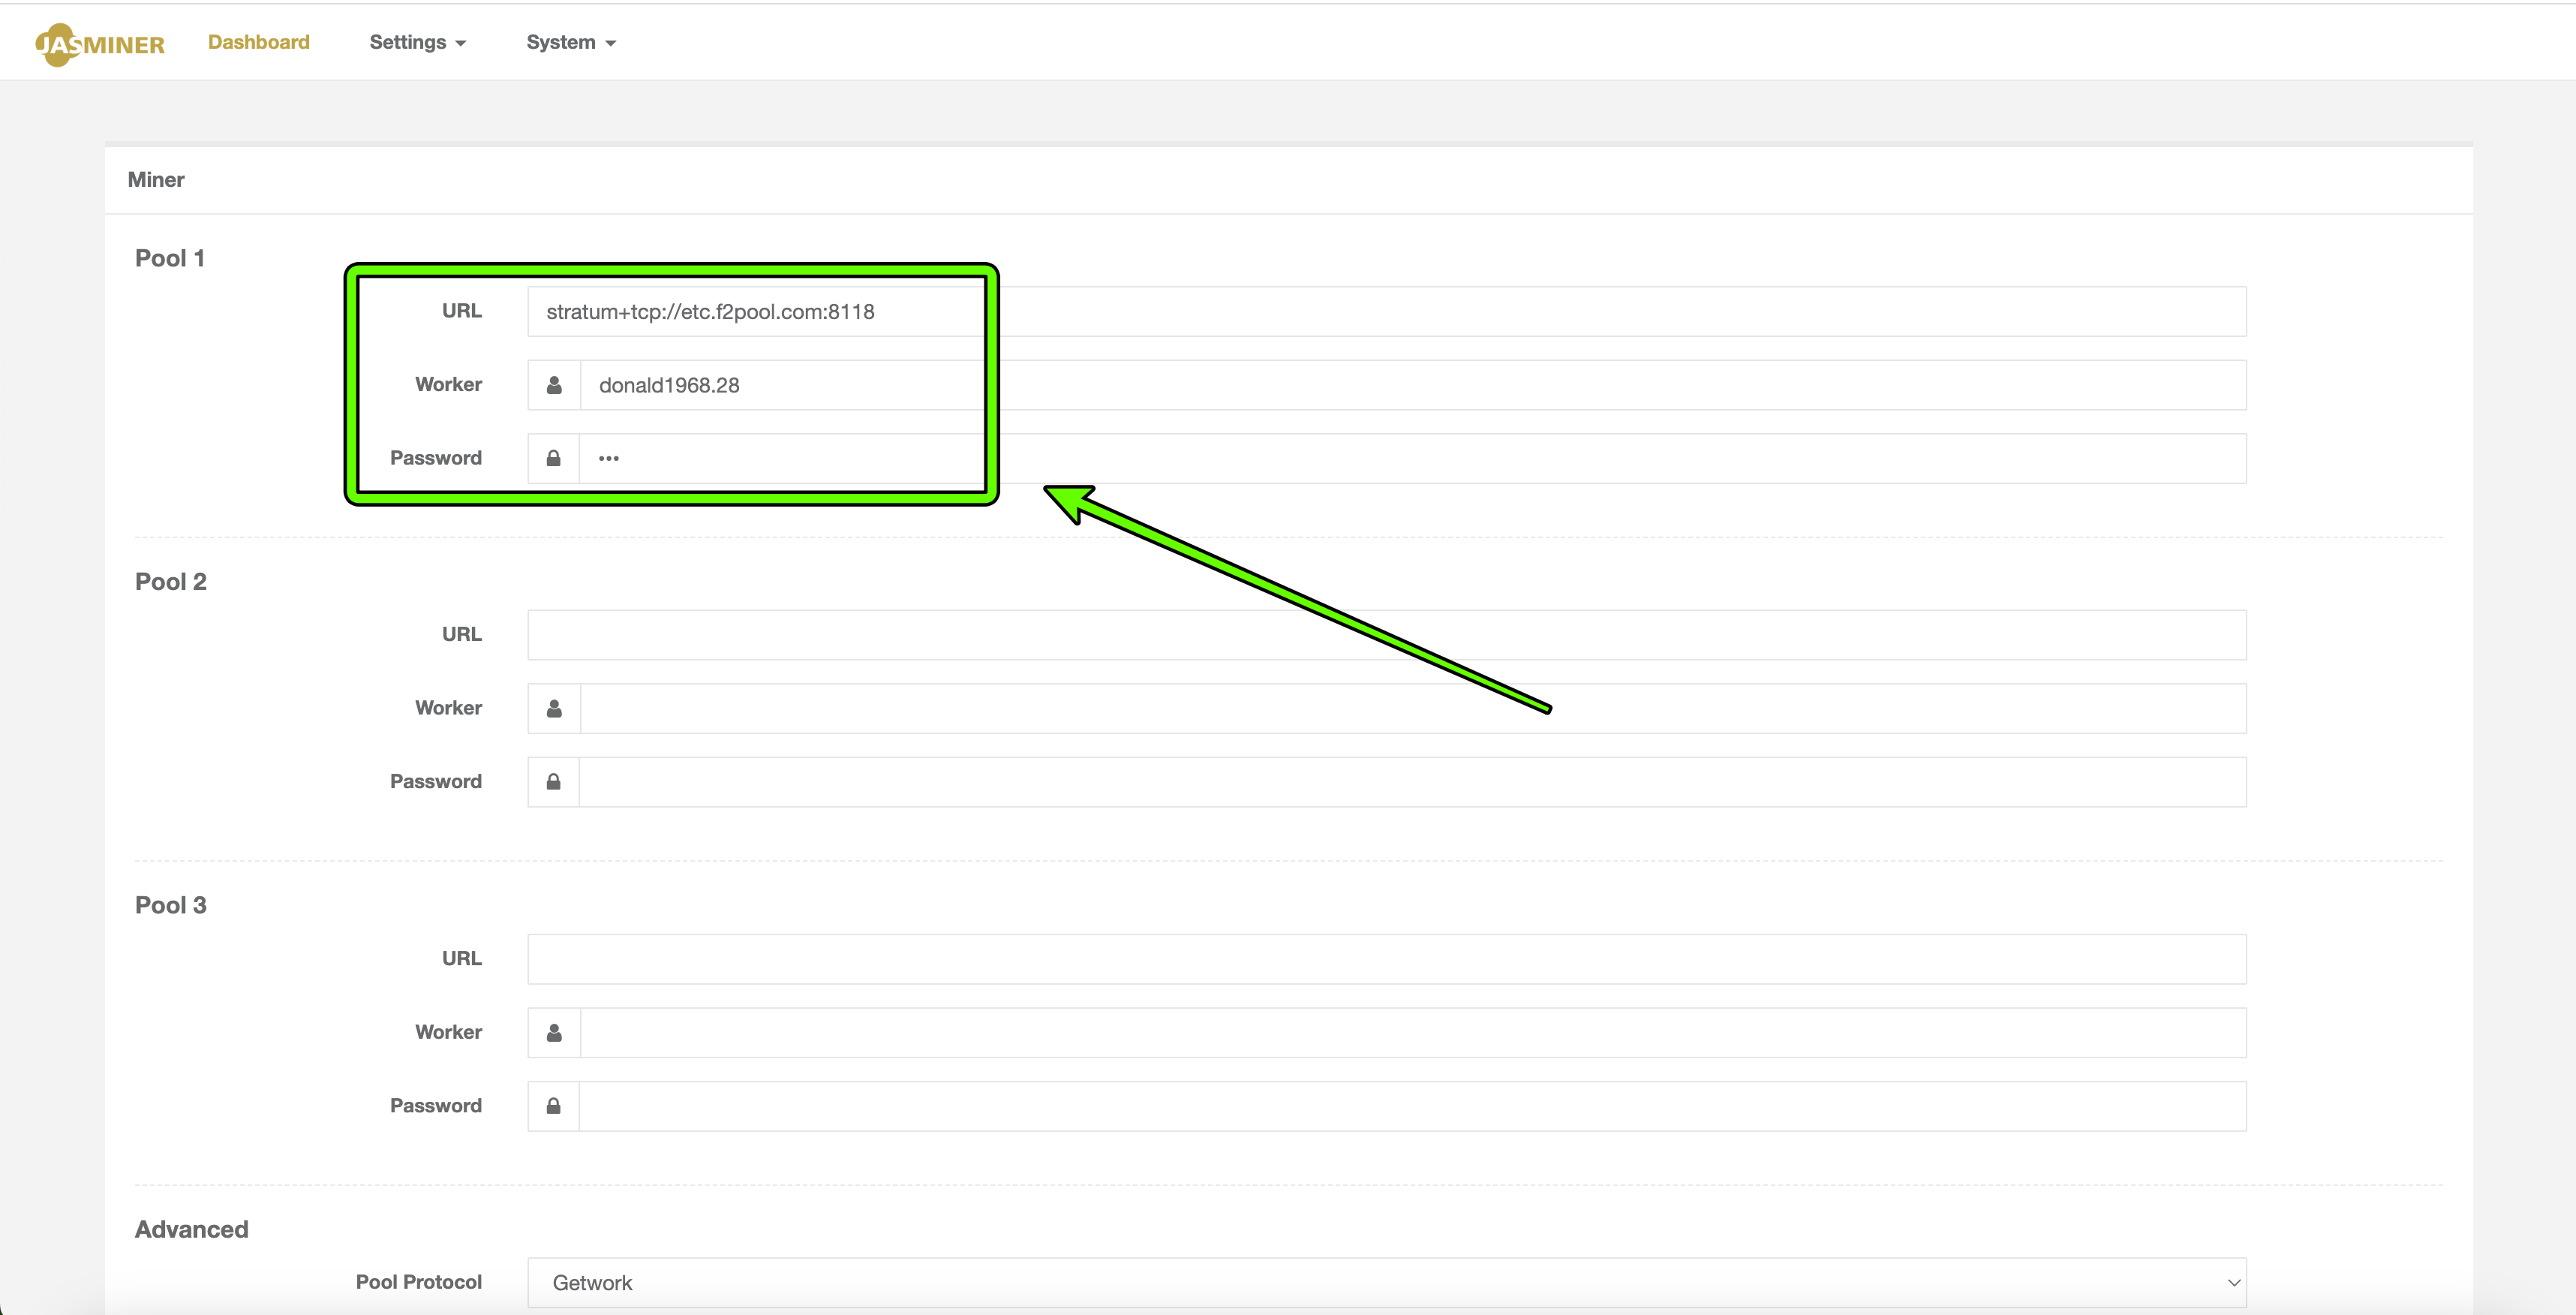 JASMINER Dashboard Settings System
Miner
Pool 1
URL stratum+tcp://etc.f2pool.com:8118
Worker donald1968.28
Password •••
Pool 2
URL
Worker
Password
Pool 3
URL
Worker
Password
Advanced
Pool Protocol Getwork